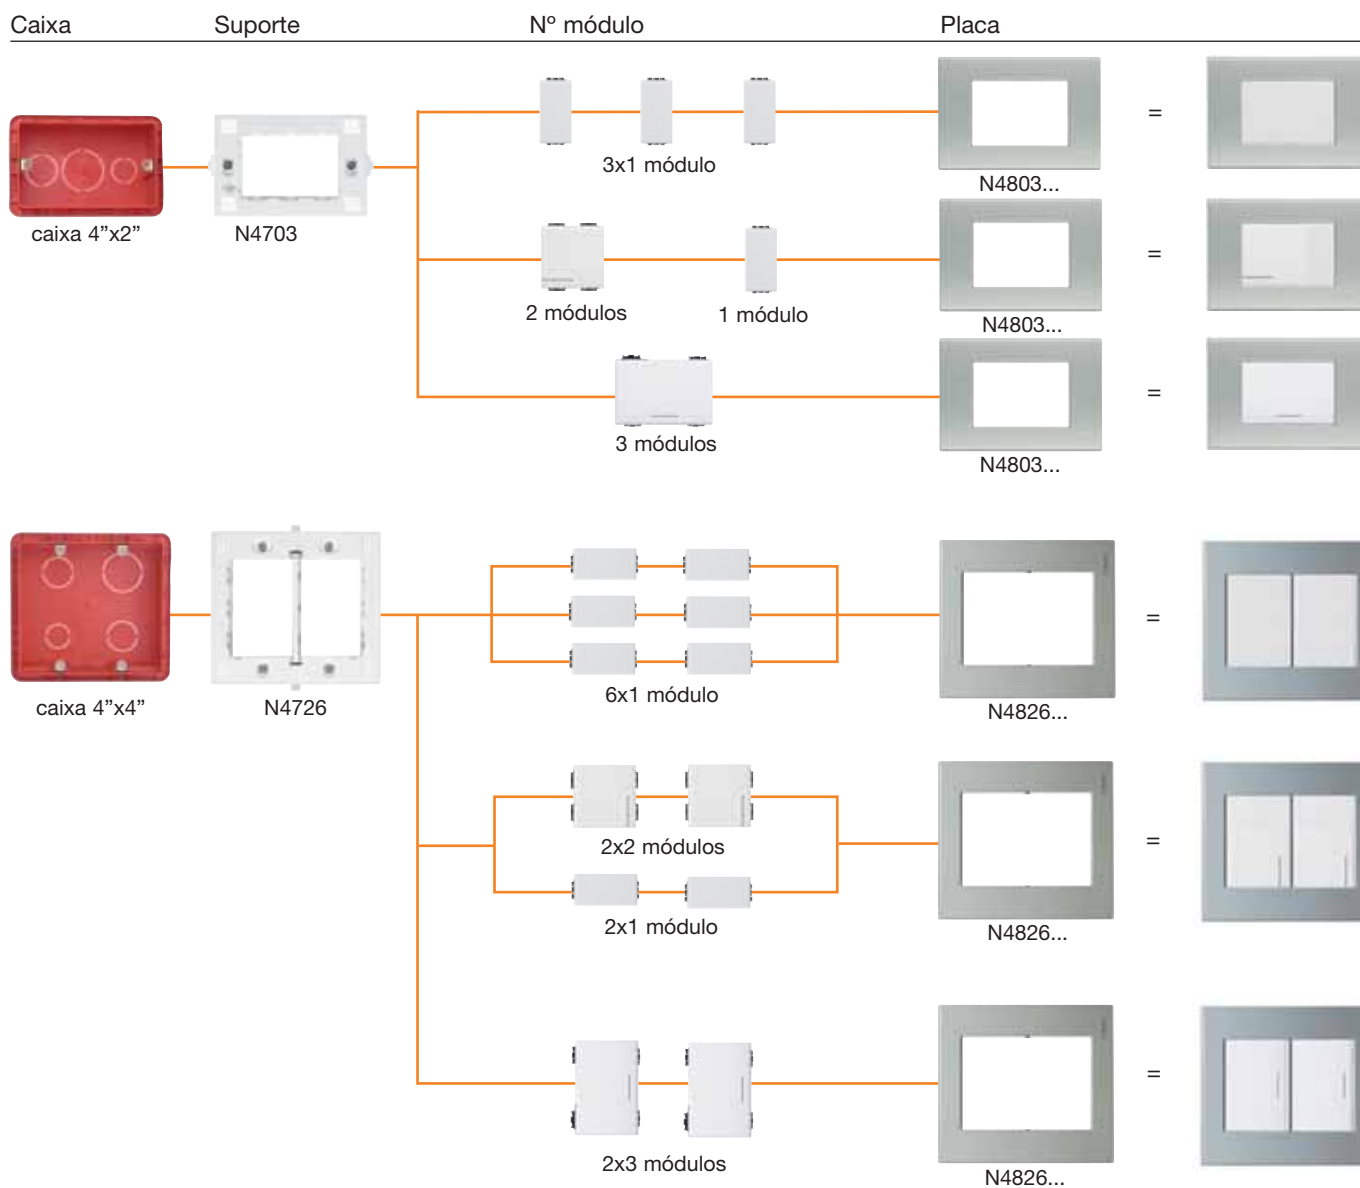 Caixa Suporte Nº módulo Placa
3x1 módulo
N4803...
=
caixa 4”x2”
N4703
2 módulos
1 módulo
N4803...
=
3 módulos
N4803...
=
6x1 módulo
caixa 4”x4”
N4726
N4826...
=
2x2 módulos
2x1 módulo
N4826...
=
2x3 módulos
N4826...
=